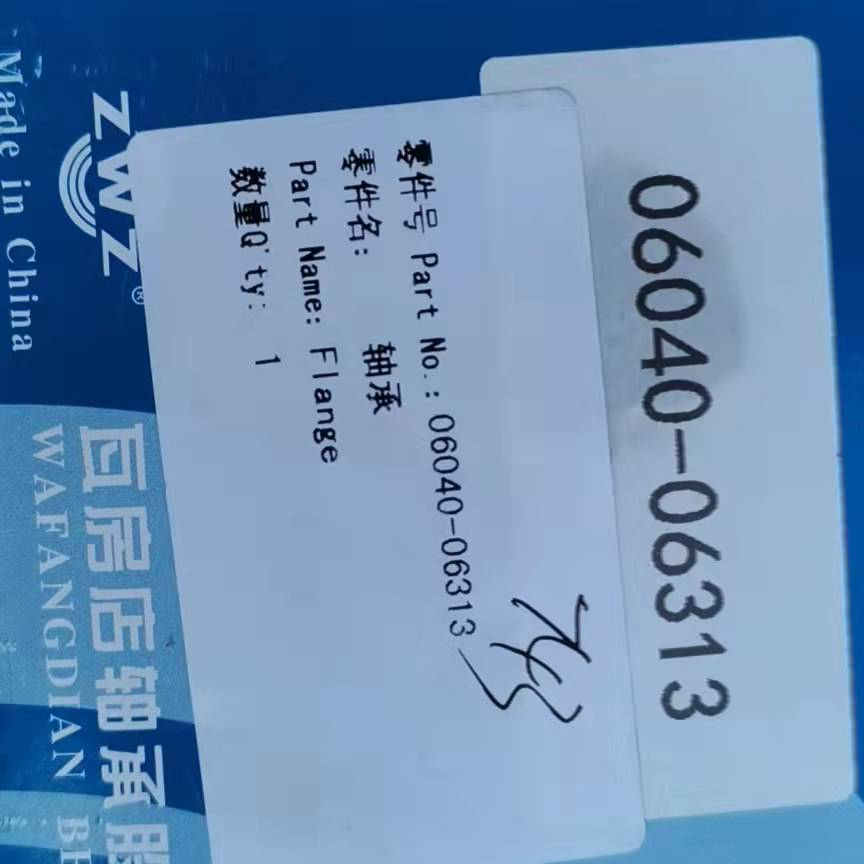 06040-06313
零件号 Part No.: 06040-06313
零件名: 轴承
Part Name: Flange
数量Q'ty: 1
ZWZ
®
瓦房店轴承
WAFANGDIAN
Made in China